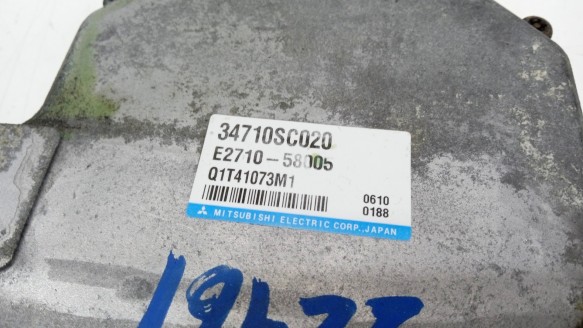 34710SC020
E2710-58005
Q1T41073M1
0610
0188
MITSUBISHI ELECTRIC CORP., JAPAN